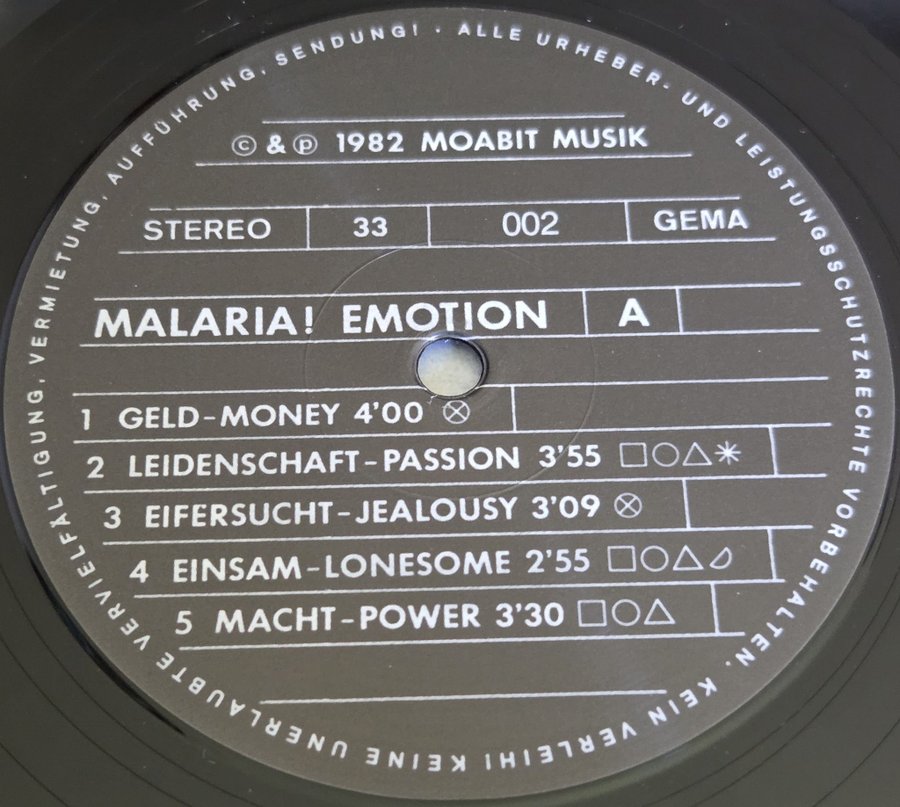 ALLE URHEBER- UND LEISTUNGSSCHUTZRECHTE VORBEHALTEN. KEIN VERLEIH! KEINE UNERLAUBTE VERVIELFÄLTIGUNG, VERMIETUNG, AUFFÜHRUNG, SENDUNG! ·
© & ℗ 1982 MOABIT MUSIK
STEREO 33 002 GEMA
MALARIA! EMOTION A
1 GELD-MONEY 4'00 ⊗
2 LEIDENSCHAFT-PASSION 3'55 □○△✳
3 EIFERSUCHT-JEALOUSY 3'09 ⊗
4 EINSAM-LONESOME 2'55 □○△◿
5 MACHT-POWER 3'30 □○△